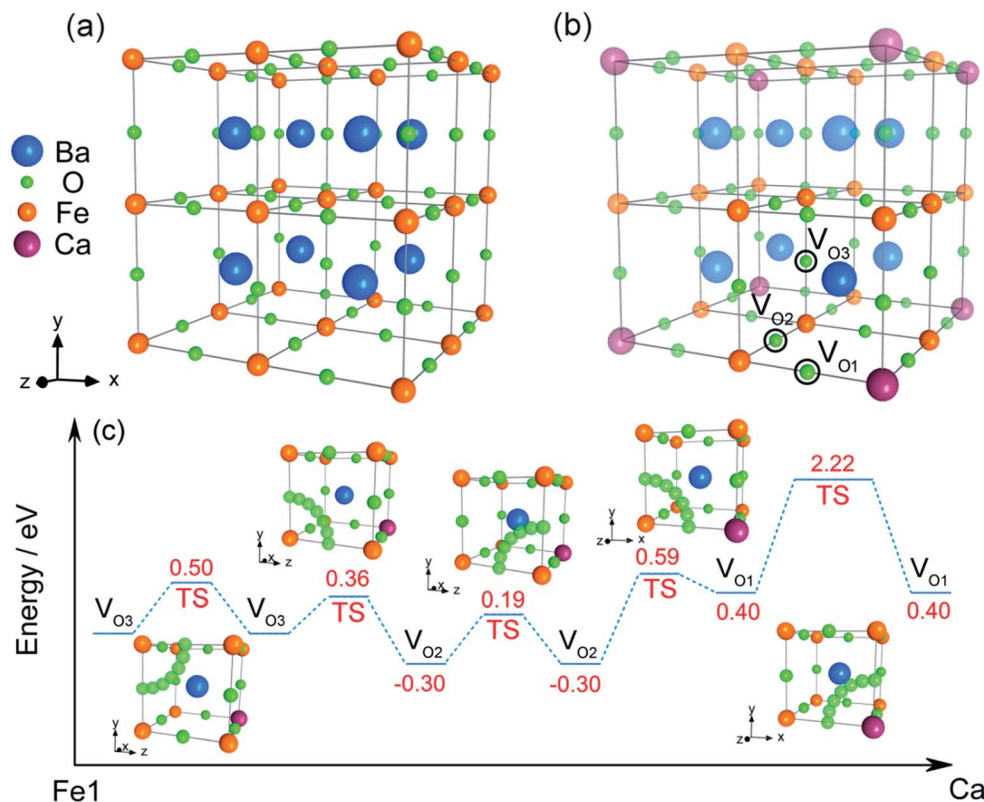 (a)
(b)
Ba
O
Fe
Ca
y
z
x
V O3
V O2
V O1
(c)
Energy / eV
2.22
TS
0.59
TS
0.50
TS
0.36
TS
0.19
TS
V O3
V O3
V O2
V O2
V O1
V O1
-0.30
-0.30
0.40
0.40
y
x
z
y
x
z
y
x
z
y
z
x
y
z
x
Fe1
Ca